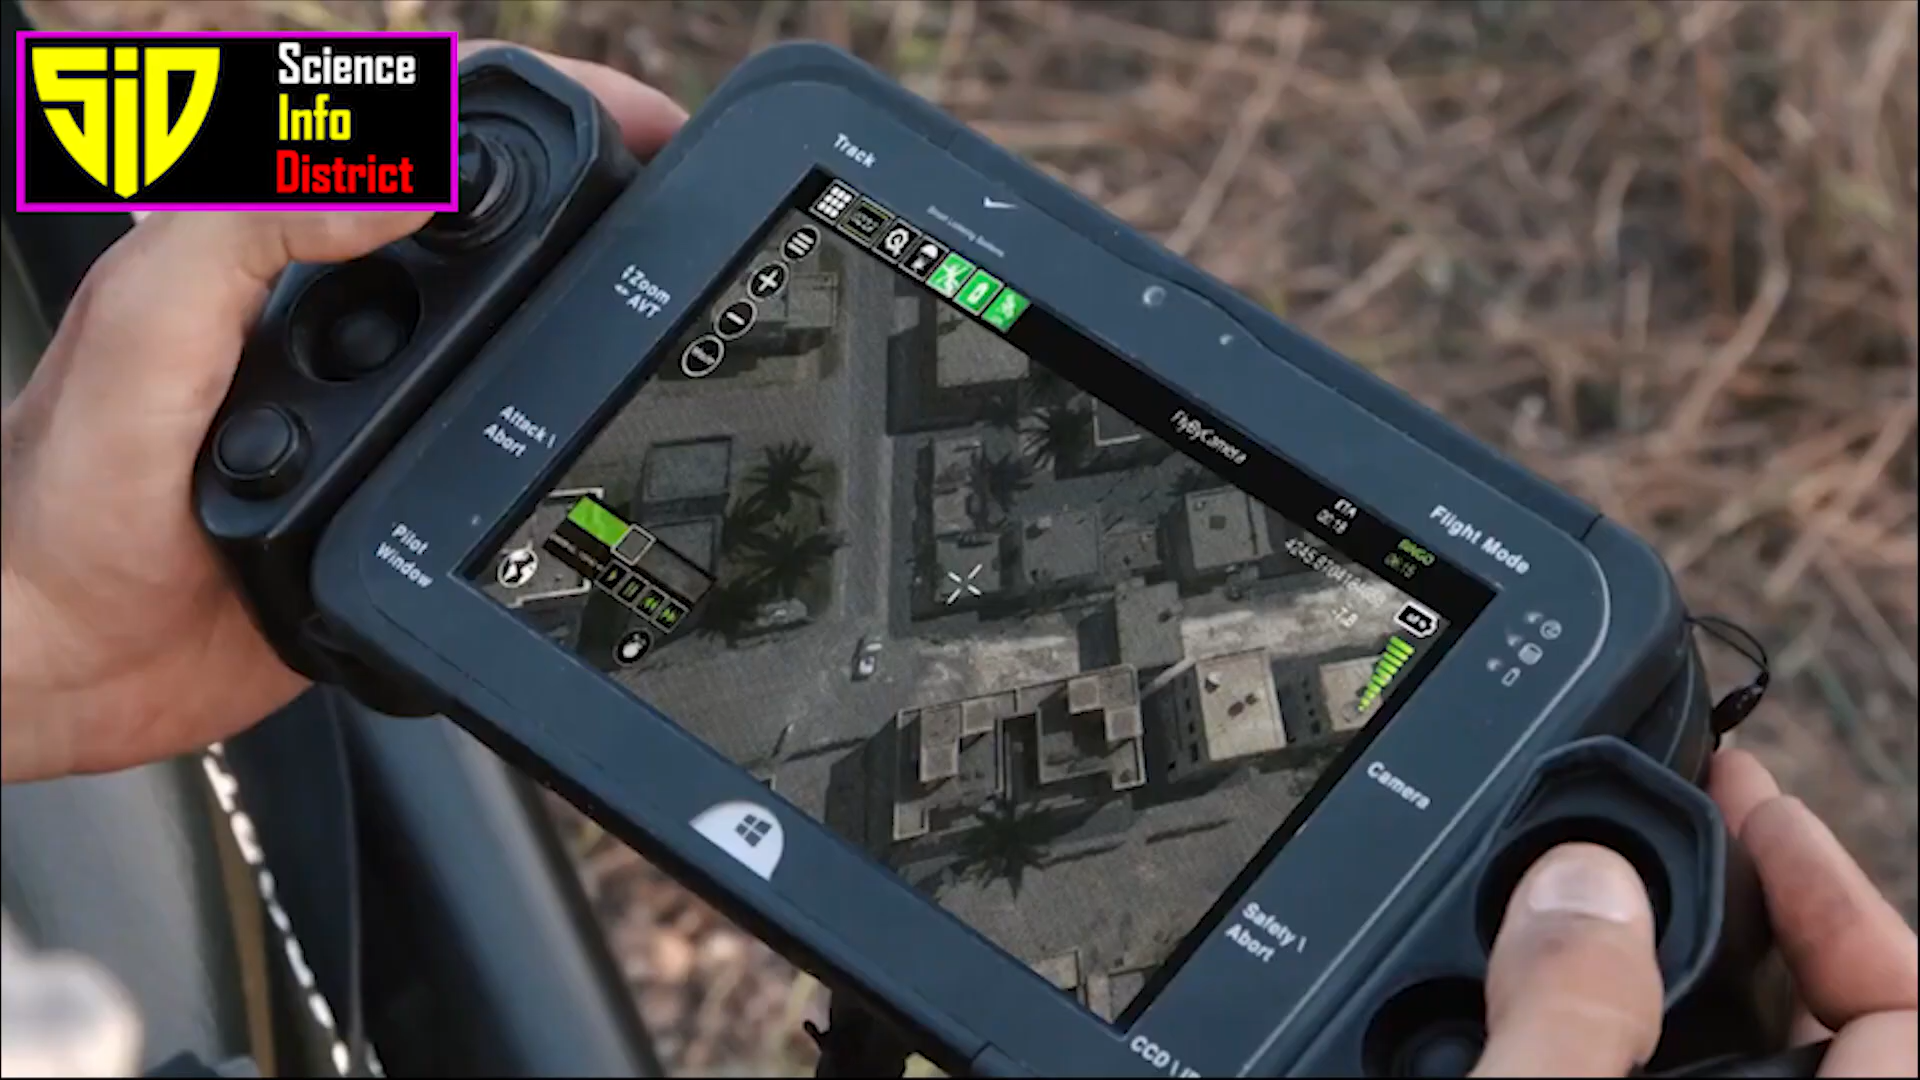 SiD
Science
Info
District
Track
Zoom
AVT
Attack \
Abort
Pilot
Window
FlyByCamera
ETA
BINGO
Flight Mode
Camera
Safety \
Abort
CCD \